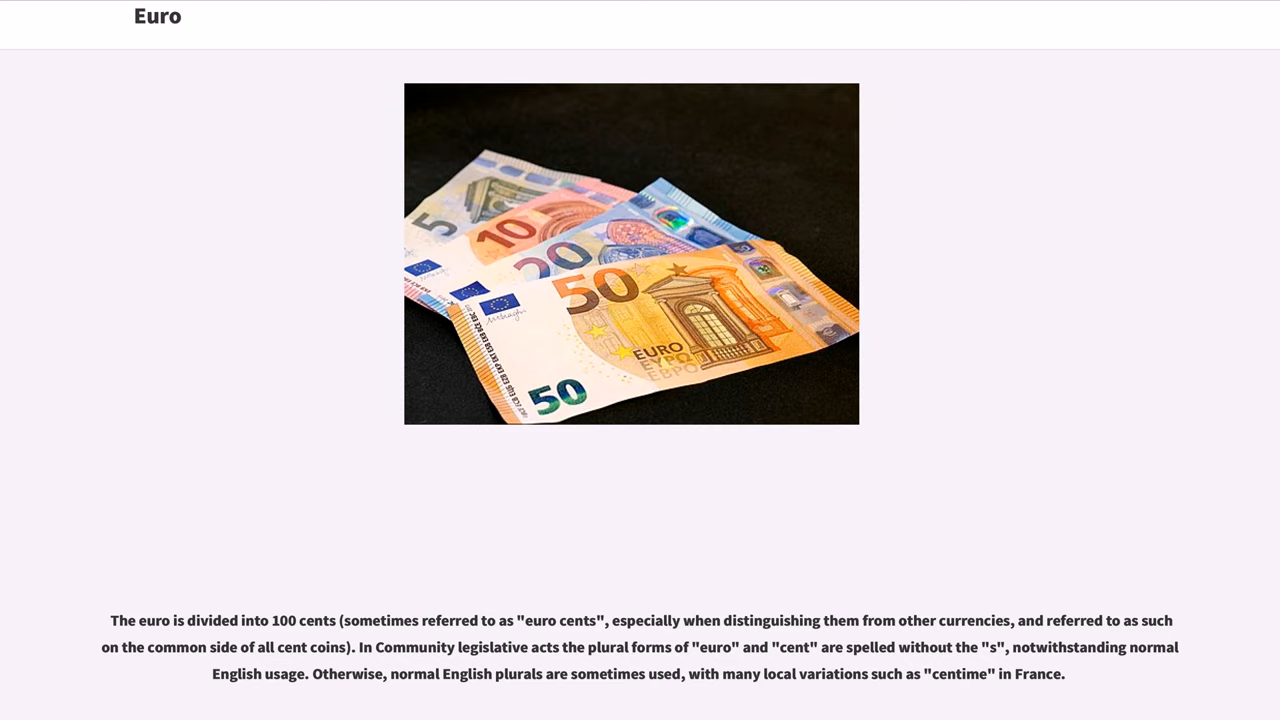 Euro
5
10
20
50
EURO
ΕΥΡΩ
ЕВРО
50
The euro is divided into 100 cents (sometimes referred to as "euro cents", especially when distinguishing them from other currencies, and referred to as such
on the common side of all cent coins). In Community legislative acts the plural forms of "euro" and "cent" are spelled without the "s", notwithstanding normal
English usage. Otherwise, normal English plurals are sometimes used, with many local variations such as "centime" in France.